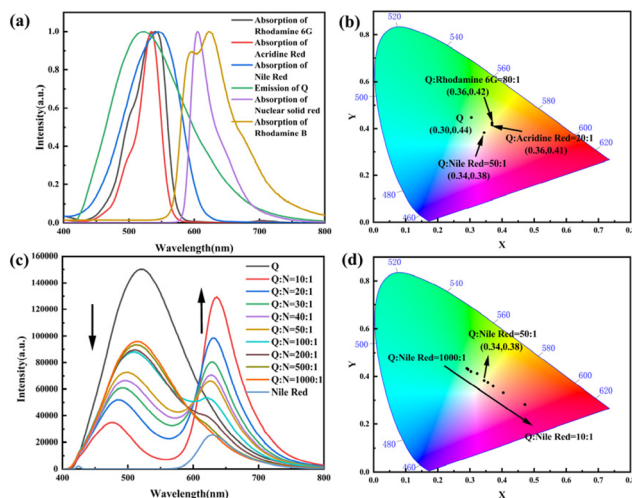 (a)
Absorption of
Rhodamine 6G
Absorption of
Acridine Red
Absorption of
Nile Red
Emission of Q
Absorption of
Nuclear solid red
Absorption of
Rhodamine B
Intensity(a.u.)
1.0
0.8
0.6
0.4
0.2
0.0
400 500 600 700 800
Wavelength(nm)
(b)
520
540
560
580
600
620
500
480
460
Q:Rhodamine 6G=80:1
(0.36,0.42)
Q
(0.30,0.44)
Q:Acridine Red=20:1
(0.36,0.41)
Q:Nile Red=50:1
(0.34,0.38)
Y
0.8
0.6
0.4
0.2
0.0
0.0 0.1 0.2 0.3 0.4 0.5 0.6 0.7 0.8
X
(c)
Q
Q:N=10:1
Q:N=20:1
Q:N=30:1
Q:N=40:1
Q:N=50:1
Q:N=100:1
Q:N=200:1
Q:N=500:1
Q:N=1000:1
Nile Red
Intensity(a.u.)
160000
140000
120000
100000
80000
60000
40000
20000
0
400 450 500 550 600 650 700 750 800
Wavelength(nm)
(d)
520
540
560
580
600
620
500
480
460
Q:Nile Red=50:1
(0.34,0.38)
Q:Nile Red=1000:1
Q:Nile Red=10:1
Y
0.8
0.6
0.4
0.2
0.0
0.0 0.1 0.2 0.3 0.4 0.5 0.6 0.7 0.8
X